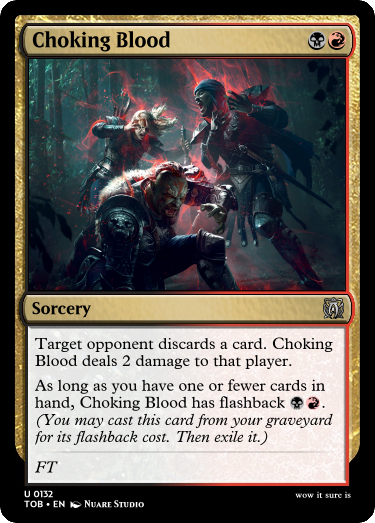 Choking Blood
Sorcery
Target opponent discards a card. Choking
Blood deals 2 damage to that player.
As long as you have one or fewer cards in
hand, Choking Blood has flashback .
(You may cast this card from your graveyard
for its flashback cost. Then exile it.)
FT
U 0132
TOB • EN Nuare Studio
wow it sure is